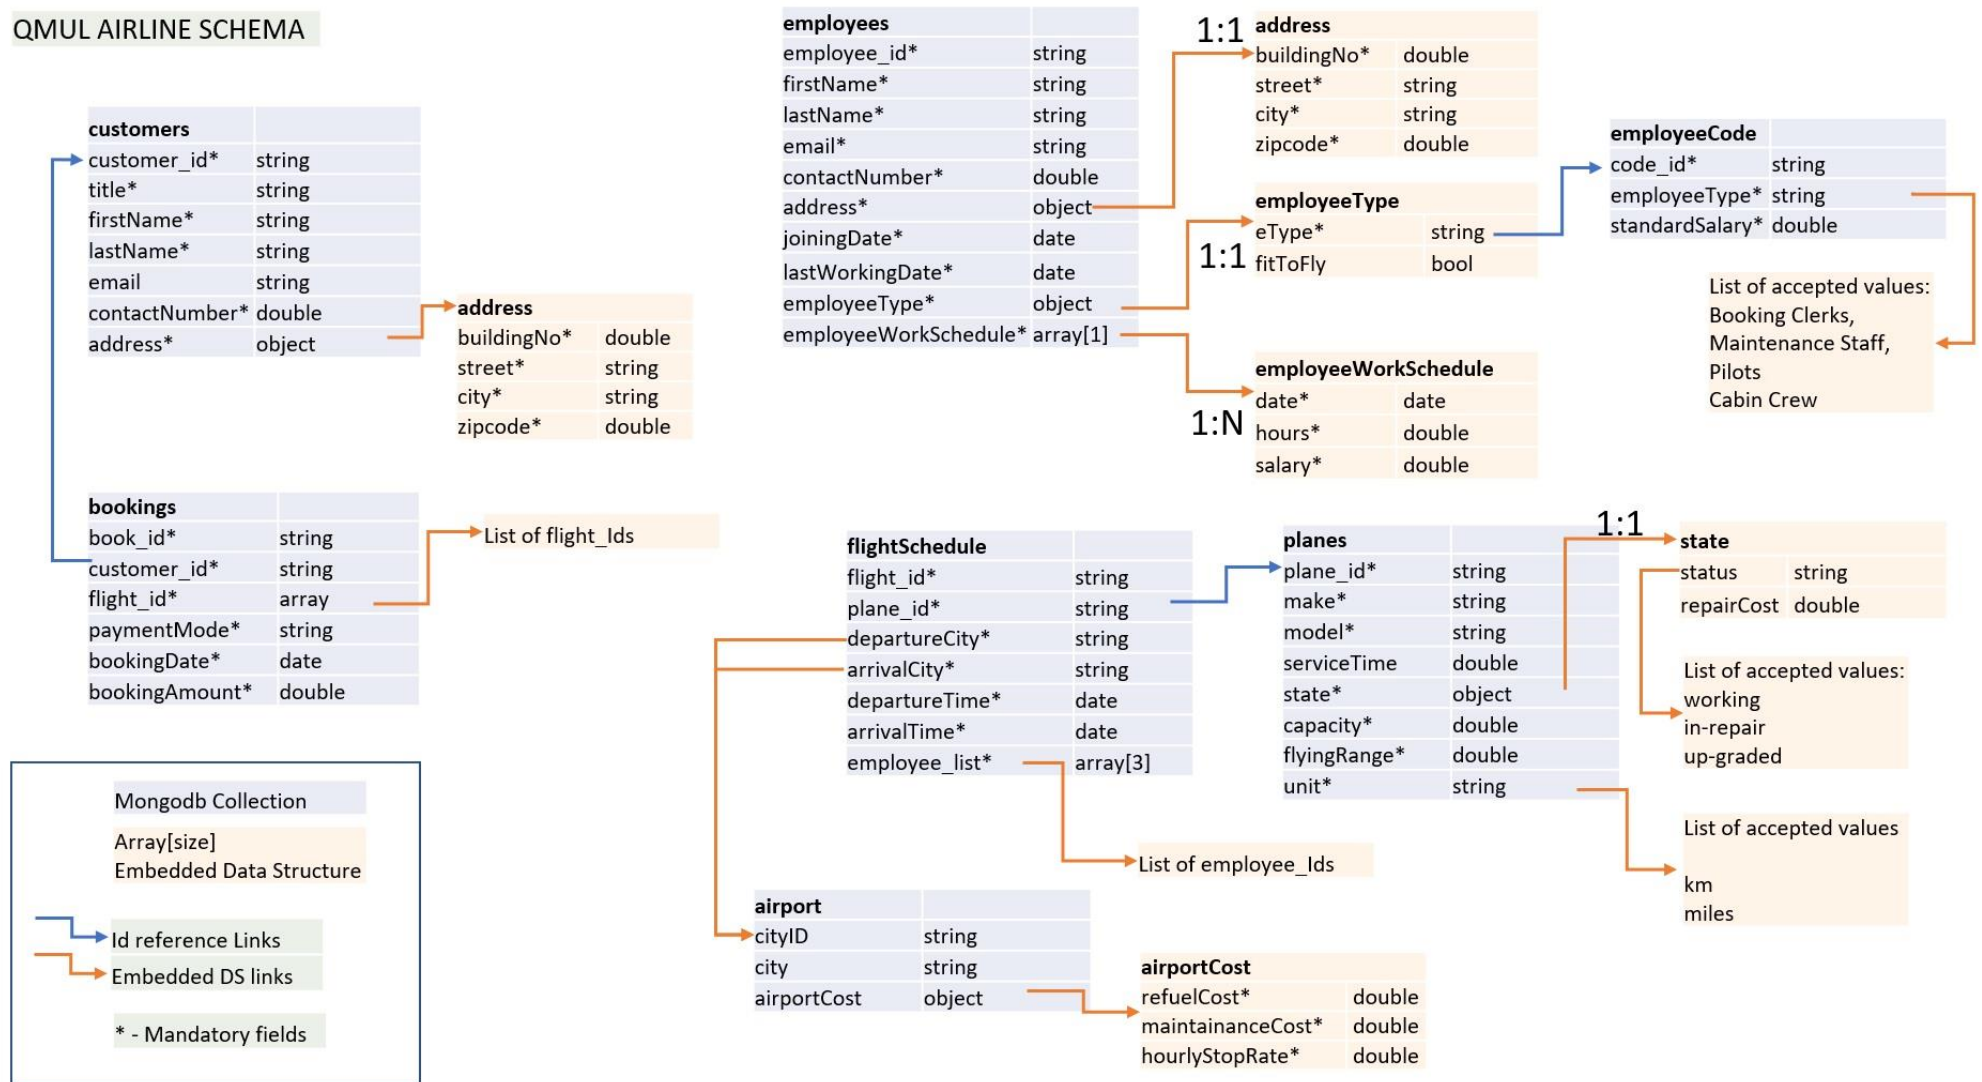 QMUL AIRLINE SCHEMA
customers
customer_id* string
title* string
firstName* string
lastName* string
email string
contactNumber* double
address* object
address
buildingNo* double
street* string
city* string
zipcode* double
bookings
book_id* string
customer_id* string
flight_id* array
paymentMode* string
bookingDate* date
bookingAmount* double
List of flight_Ids
employees
employee_id* string
firstName* string
lastName* string
email* string
contactNumber* double
address* object
joiningDate* date
lastWorkingDate* date
employeeType* object
employeeWorkSchedule* array[1]
1:1
address
buildingNo* double
street* string
city* string
zipcode* double
1:1
employeeType
eType* string
fitToFly bool
1:N
employeeWorkSchedule
date* date
hours* double
salary* double
employeeCode
code_id* string
employeeType* string
standardSalary* double
List of accepted values:
Booking Clerks,
Maintenance Staff,
Pilots
Cabin Crew
flightSchedule
flight_id* string
plane_id* string
departureCity* string
arrivalCity* string
departureTime* date
arrivalTime* date
employee_list* array[3]
List of employee_Ids
planes
plane_id* string
make* string
model* string
serviceTime double
state* object
capacity* double
flyingRange* double
unit* string
1:1
state
status string
repairCost double
List of accepted values:
working
in-repair
up-graded
List of accepted values
km
miles
airport
cityID string
city string
airportCost object
airportCost
refuelCost* double
maintainanceCost* double
hourlyStopRate* double
Mongodb Collection
Array[size]
Embedded Data Structure
Id reference Links
Embedded DS links
* - Mandatory fields